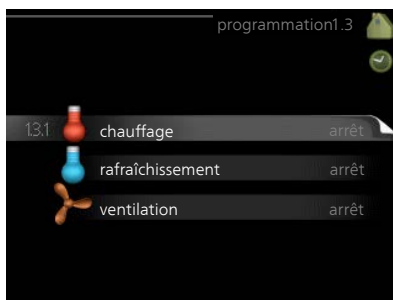 programmation1.3
1.3.1 chauffage arrêt
rafraîchissement arrêt
ventilation arrêt